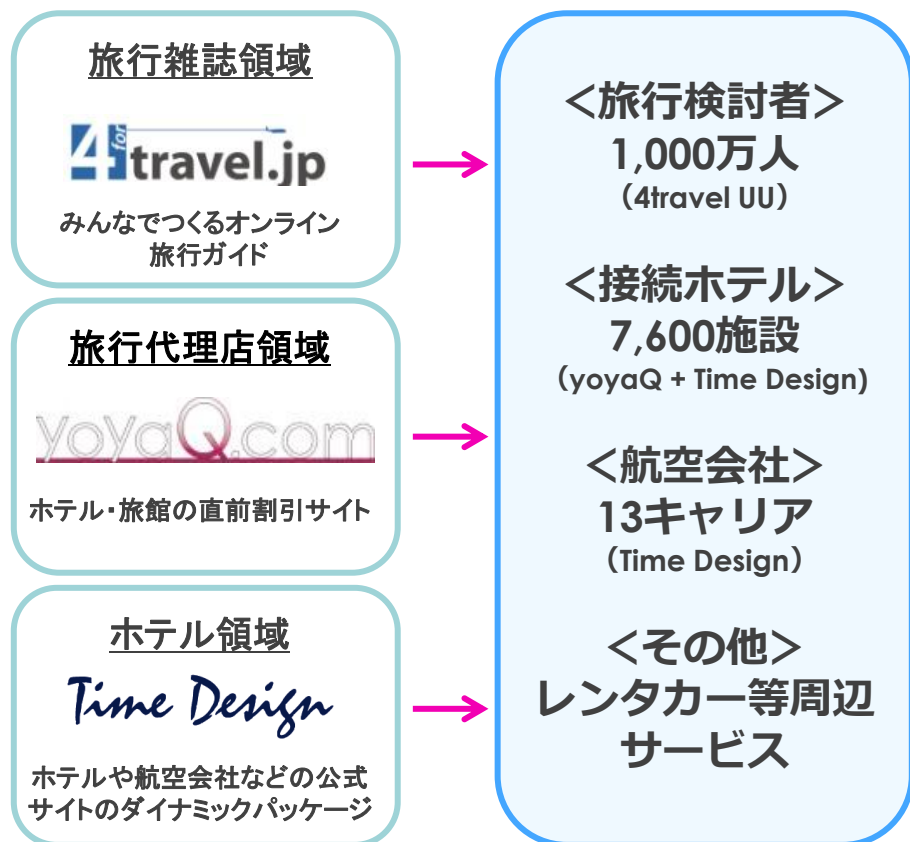 旅行雑誌領域
4 for travel.jp
みんなでつくるオンライン
旅行ガイド
旅行代理店領域
yoyaQ.com
ホテル・旅館の直前割引サイト
ホテル領域
Time Design
ホテルや航空会社などの公式
サイトのダイナミックパッケージ
＜旅行検討者＞
1,000万人
（4travel UU）
＜接続ホテル＞
7,600施設
（yoyaQ + Time Design)
＜航空会社＞
13キャリア
（Time Design）
＜その他＞
レンタカー等周辺
サービス